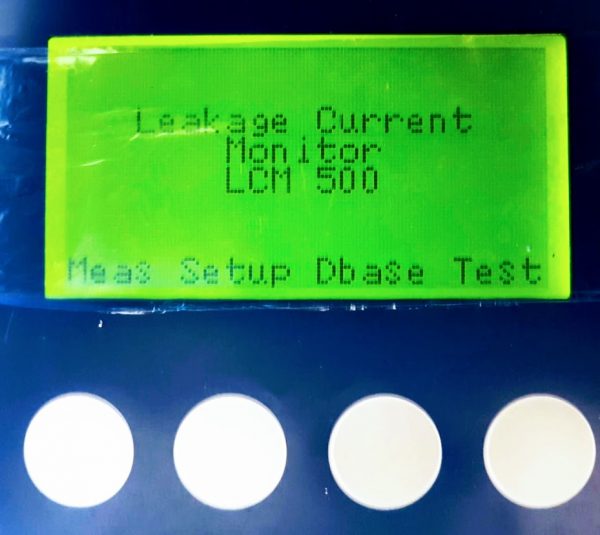 Leakage Current
Monitor
LCM 500
Meas Setup Dbase Test